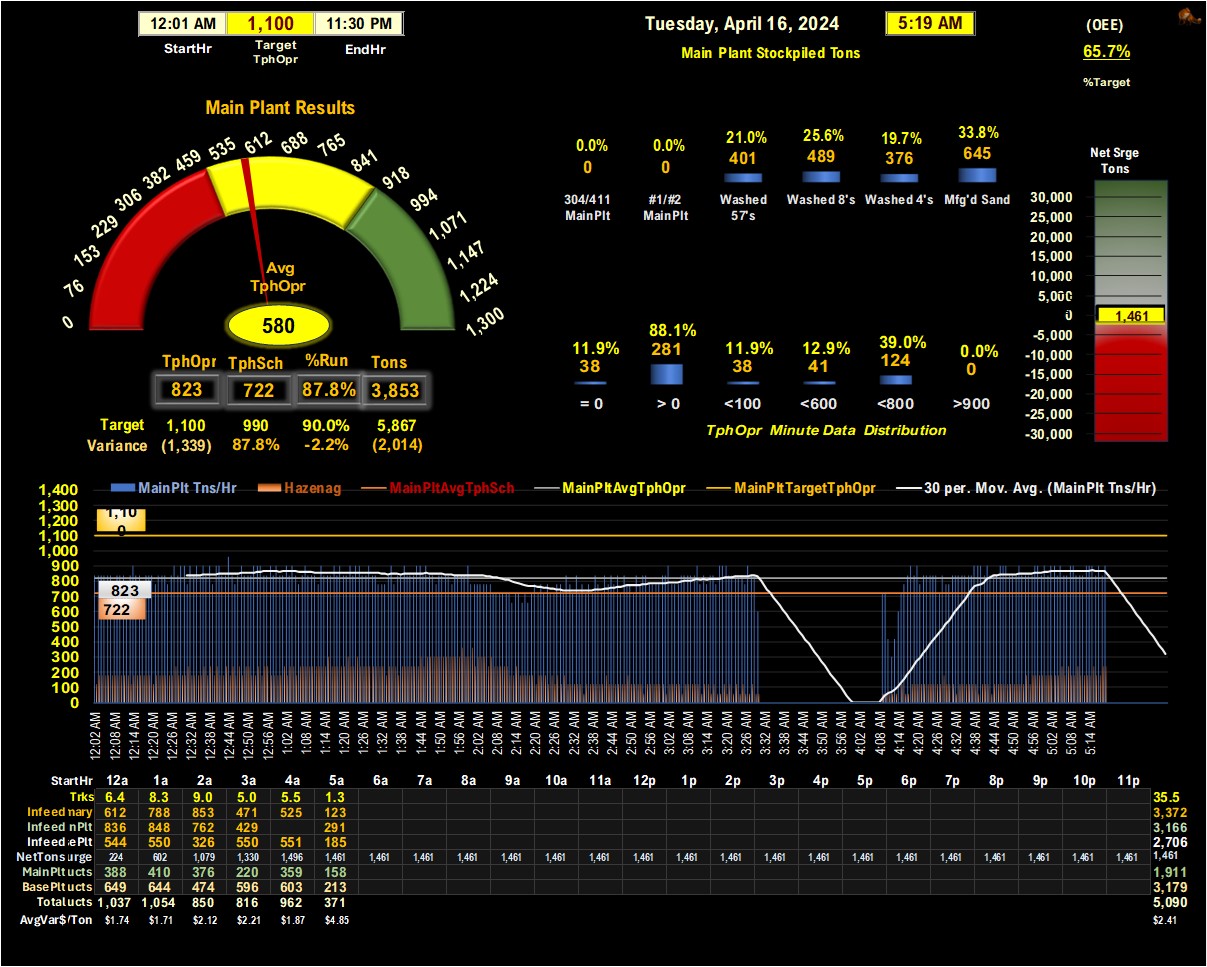 12:01 AM 1,100 11:30 PM
StartHr Target TphOpr EndHr
Tuesday, April 16, 2024 5:19 AM
Main Plant Stockpiled Tons
(OEE)
65.7%
%Target
Main Plant Results
0 76 153 229 306 382 459 535 612 688 765 841 918 994 1,071 1,147 1,224 1,300
Avg
TphOpr
580
TphOpr TphSch %Run Tons
823 722 87.8% 3,853
Target 1,100 990 90.0% 5,867
Variance (1,339) 87.8% -2.2% (2,014)
0.0% 0.0% 21.0% 25.6% 19.7% 33.8%
0 0 401 489 376 645
304/411 #1/#2 Washed Washed 8's Washed 4's Mfg'd Sand
MainPlt MainPlt 57's
11.9% 88.1% 11.9% 12.9% 39.0% 0.0%
38 281 38 41 124 0
= 0 > 0 <100 <600 <800 >900
TphOpr Minute Data Distribution
Net Srge
Tons
30,000
25,000
20,000
15,000
10,000
5,000
0
1,461
-5,000
-10,000
-15,000
-20,000
-25,000
-30,000
MainPlt Tns/Hr Hazenag MainPltAvgTphSch MainPltAvgTphOpr MainPltTargetTphOpr 30 per. Mov. Avg. (MainPlt Tns/Hr)
1,400
1,300
1,200
1,100
1,000
900
800
700
600
500
400
300
200
100
0
1,10
0
823
722
12:02 AM 12:08 AM 12:14 AM 12:20 AM 12:26 AM 12:32 AM 12:38 AM 12:44 AM 12:50 AM 12:56 AM 1:02 AM 1:08 AM 1:14 AM 1:20 AM 1:26 AM 1:32 AM 1:38 AM 1:44 AM 1:50 AM 1:56 AM 2:02 AM 2:08 AM 2:14 AM 2:20 AM 2:26 AM 2:32 AM 2:38 AM 2:44 AM 2:50 AM 2:56 AM 3:02 AM 3:08 AM 3:14 AM 3:20 AM 3:26 AM 3:32 AM 3:38 AM 3:44 AM 3:50 AM 3:56 AM 4:02 AM 4:08 AM 4:14 AM 4:20 AM 4:26 AM 4:32 AM 4:38 AM 4:44 AM 4:50 AM 4:56 AM 5:02 AM 5:08 AM 5:14 AM
StartHr 12a 1a 2a 3a 4a 5a 6a 7a 8a 9a 10a 11a 12p 1p 2p 3p 4p 5p 6p 7p 8p 9p 10p 11p
Trks 6.4 8.3 9.0 5.0 5.5 1.3 35.5
Infeed mary 612 788 853 471 525 123 3,372
Infeed nPlt 836 848 762 429 291 3,166
Infeed ePlt 544 550 326 550 551 185 2,706
NetTons urge 224 602 1,079 1,330 1,496 1,461 1,461 1,461 1,461 1,461 1,461 1,461 1,461 1,461 1,461 1,461 1,461 1,461 1,461 1,461 1,461 1,461 1,461 1,461 1,461
MainPlt ucts 388 410 376 220 359 158 1,911
BasePlt ucts 649 644 474 596 603 213 3,179
Total ucts 1,037 1,054 850 816 962 371 5,090
AvgVar$/Ton $1.74 $1.71 $2.12 $2.21 $1.87 $4.85 $2.41